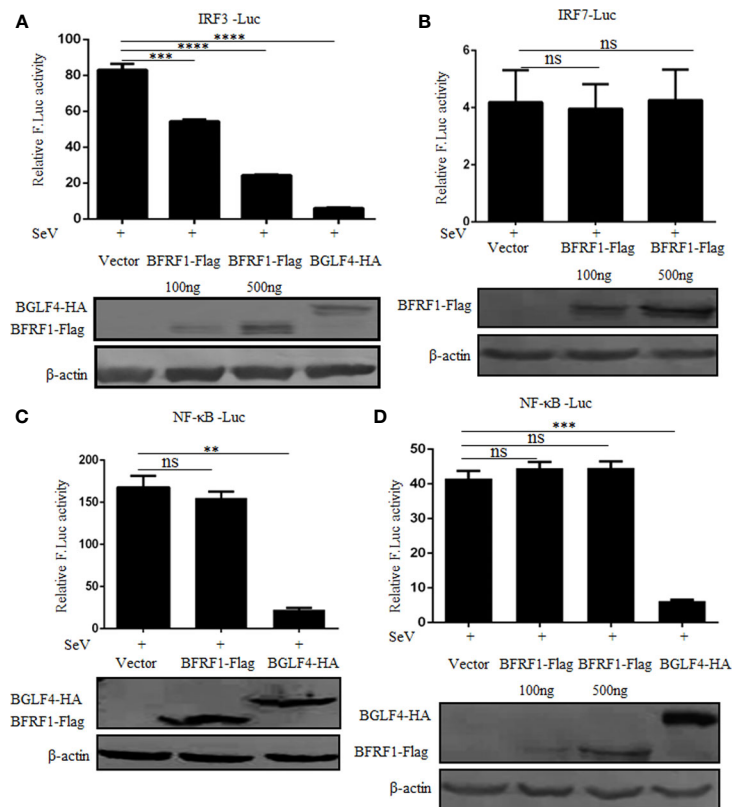 A
IRF3 -Luc
Relative F.Luc activity
100
80
60
40
20
0
****
****
***
SeV + + + +
Vector BFRF1-Flag BFRF1-Flag BGLF4-HA
100ng 500ng
BGLF4-HA
BFRF1-Flag
β-actin
B
IRF7-Luc
Relative F.Luc activity
6
4
2
0
ns
ns
SeV + + +
Vector BFRF1-Flag BFRF1-Flag
100ng 500ng
BFRF1-Flag
β-actin
C
NF-κB -Luc
Relative F.Luc activity
200
150
100
50
0
**
ns
SeV + + +
Vector BFRF1-Flag BGLF4-HA
BGLF4-HA
BFRF1-Flag
β-actin
D
NF-κB-Luc
Relative F.Luc activity
50
40
30
20
10
0
***
ns
ns
SeV + + + +
Vector BFRF1-Flag BFRF1-Flag BGLF4-HA
100ng 500ng
BGLF4-HA
BFRF1-Flag
β-actin